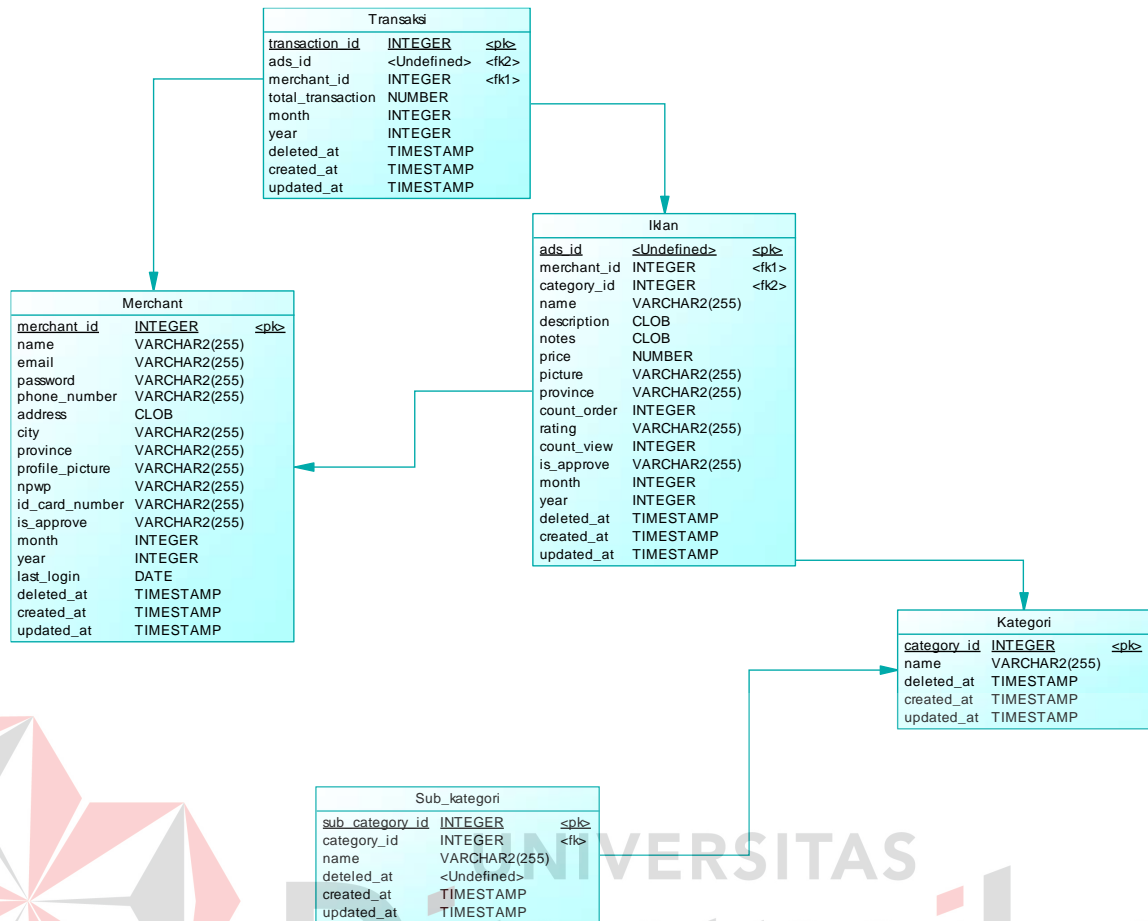 Transaksi
transaction_id INTEGER <pk>
ads_id <Undefined> <fk2>
merchant_id INTEGER <fk1>
total_transaction NUMBER
month INTEGER
year INTEGER
deleted_at TIMESTAMP
created_at TIMESTAMP
updated_at TIMESTAMP
Iklan
ads_id <Undefined> <pk>
merchant_id INTEGER <fk1>
category_id INTEGER <fk2>
name VARCHAR2(255)
description CLOB
notes CLOB
price NUMBER
picture VARCHAR2(255)
province VARCHAR2(255)
count_order INTEGER
rating VARCHAR2(255)
count_view INTEGER
is_approve VARCHAR2(255)
month INTEGER
year INTEGER
deleted_at TIMESTAMP
created_at TIMESTAMP
updated_at TIMESTAMP
Merchant
merchant_id INTEGER <pk>
name VARCHAR2(255)
email VARCHAR2(255)
password VARCHAR2(255)
phone_number VARCHAR2(255)
address CLOB
city VARCHAR2(255)
province VARCHAR2(255)
profile_picture VARCHAR2(255)
npwp VARCHAR2(255)
id_card_number VARCHAR2(255)
is_approve VARCHAR2(255)
month INTEGER
year INTEGER
last_login DATE
deleted_at TIMESTAMP
created_at TIMESTAMP
updated_at TIMESTAMP
Kategori
category_id INTEGER <pk>
name VARCHAR2(255)
deleted_at TIMESTAMP
created_at TIMESTAMP
updated_at TIMESTAMP
Sub_kategori
sub_category_id INTEGER <pk>
category_id INTEGER <fk>
name VARCHAR2(255)
deteled_at <Undefined>
created_at TIMESTAMP
updated_at TIMESTAMP
UNIVERSITAS